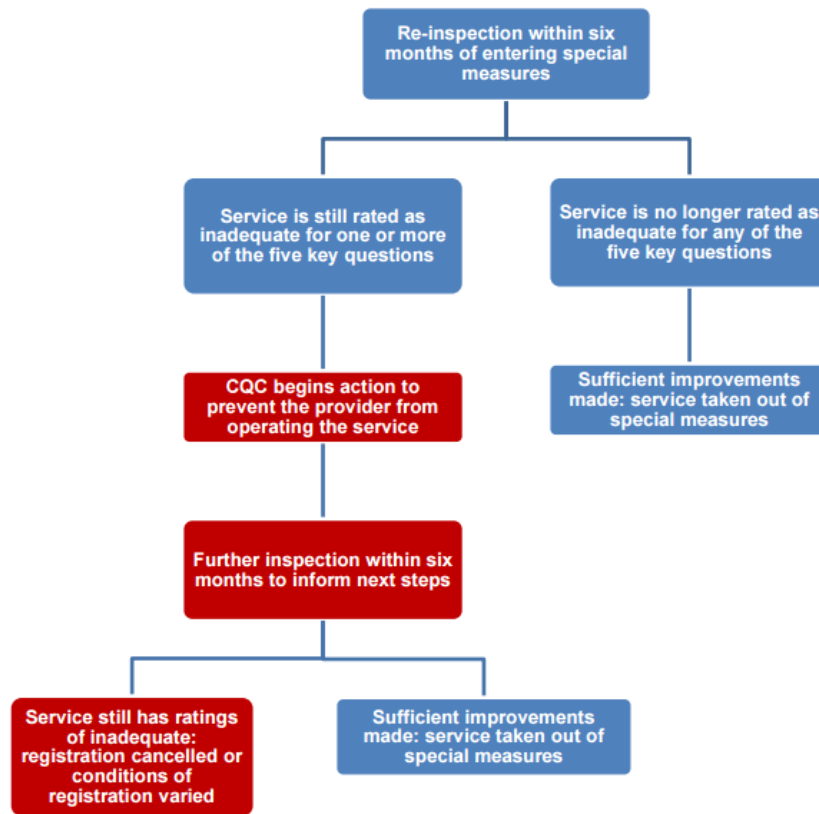 Re-inspection within six
months of entering special
measures
Service is still rated as
inadequate for one or more
of the five key questions
Service is no longer rated as
inadequate for any of the
five key questions
CQC begins action to
prevent the provider from
operating the service
Sufficient improvements
made: service taken out of
special measures
Further inspection within six
months to inform next steps
Service still has ratings
of inadequate:
registration cancelled or
conditions of
registration varied
Sufficient improvements
made: service taken out of
special measures